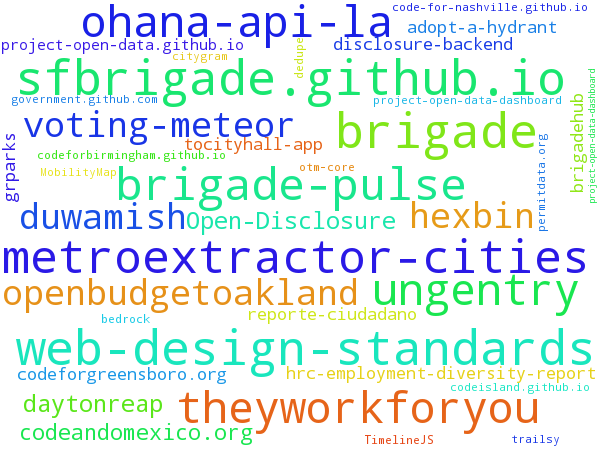 code-for-nashville.github.io
ohana-api-la
adopt-a-hydrant
project-open-data.github.io
disclosure-backend
citygram
dedupe
sfbrigade.github.io
project-open-data-dashboard
government.github.com
project-open-data-dashboard
brigadehub
voting-meteor
brigade
tocityhall-app
permitdata.org
grparks
codeforbirmingham.github.io
otm-core
MobilityMap
brigade-pulse
duwamish
Open-Disclosure
hexbin
metroextractor-cities
openbudgetoakland
ungentry
reporte-ciudadano
bedrock
web-design-standards
codeforgreensboro.org
hrc-employment-diversity-report
codeisland.github.io
daytonreap
theyworkforyou
codeandomexico.org
TimelineJS
trailsy